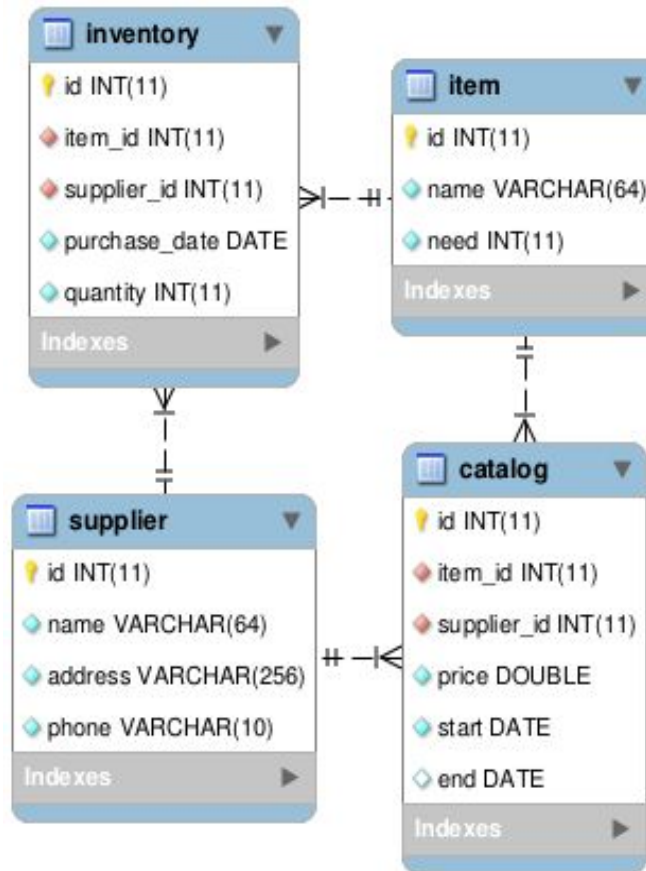 inventory
id INT(11)
item_id INT(11)
supplier_id INT(11)
purchase_date DATE
quantity INT(11)
Indexes
item
id INT(11)
name VARCHAR(64)
need INT(11)
Indexes
supplier
id INT(11)
name VARCHAR(64)
address VARCHAR(256)
phone VARCHAR(10)
Indexes
catalog
id INT(11)
item_id INT(11)
supplier_id INT(11)
price DOUBLE
start DATE
end DATE
Indexes